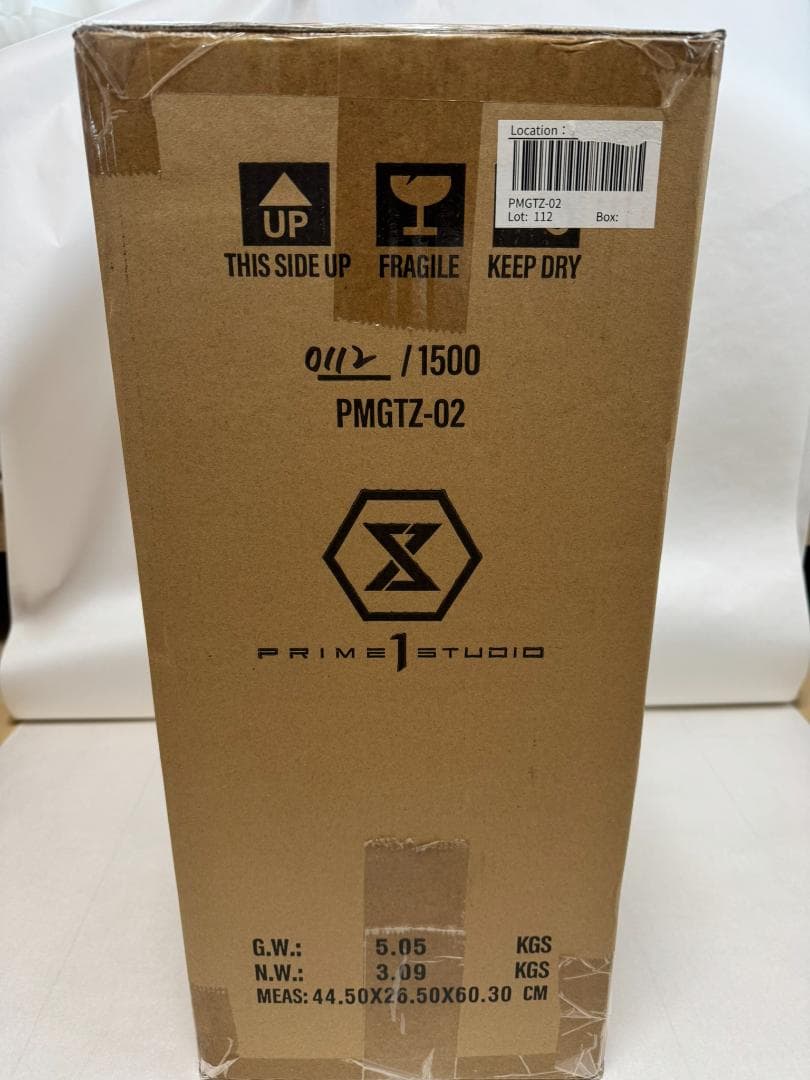 Location :
PMGTZ-02
Lot: 112 Box:
UP
THIS SIDE UP FRAGILE KEEP DRY
0112 / 1500
PMGTZ-02
PRIME 1 STUDIO
G.W.: 5.05 KGS
N.W.: 3.09 KGS
MEAS: 44.50X26.50X60.30 CM